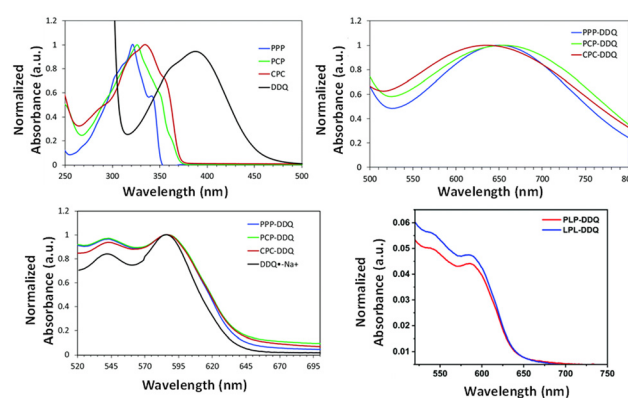 1.2
1
0.8
0.6
0.4
0.2
0
250
300
350
400
450
500
Normalized
Absorbance (a.u.)
Wavelength (nm)
PPP
PCP
CPC
DDQ
1.2
1
0.8
0.6
0.4
0.2
0
500
550
600
650
700
750
Normalized
Absorbance (a.u.)
Wavelength (nm)
PPP-DDQ
PCP-DDQ
CPC-DDQ
1.2
1
0.8
0.6
0.4
0.2
0
520
545
570
595
620
645
670
695
Normalized
Absorbance (a.u.)
Wavelength (nm)
PPP-DDQ
PCP-DDQ
CPC-DDQ
DDQ•-Na+
0.06
0.05
0.04
0.03
0.02
0.01
550
600
650
700
750
Normalized
Absorbance (a.u.)
Wavelength (nm)
PLP-DDQ
LPL-DDQ